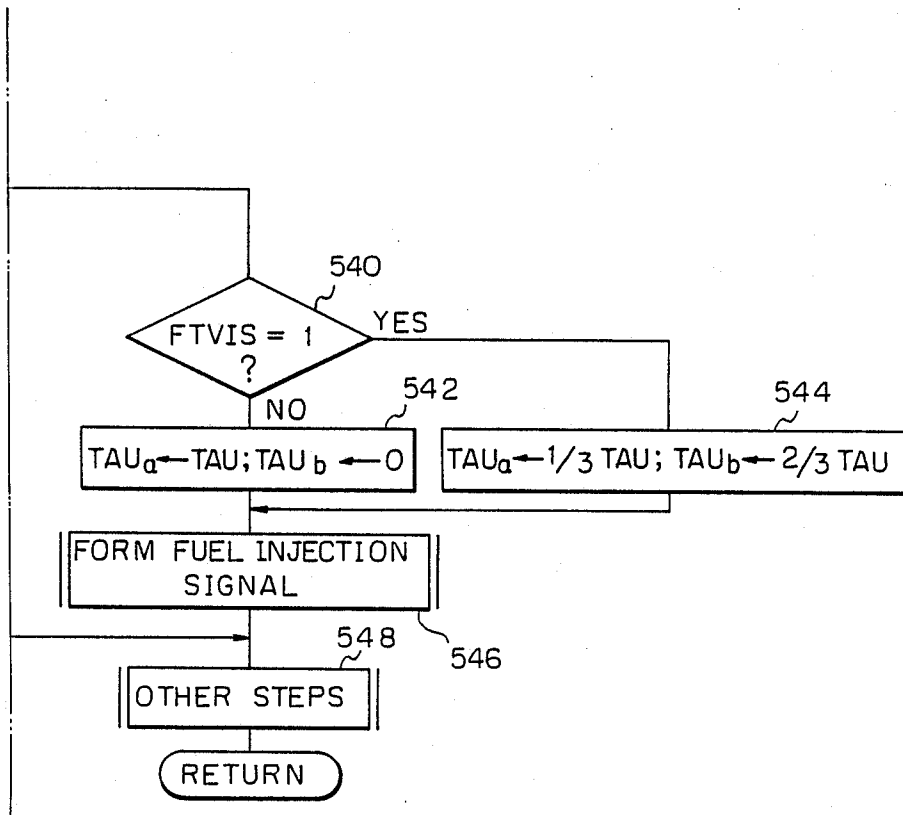 540
FTVIS = 1
?
YES
NO
542
TAUa←TAU; TAUb ←0
544
TAUa←1/3 TAU; TAUb←2/3 TAU
FORM FUEL INJECTION
SIGNAL
546
548
OTHER STEPS
RETURN